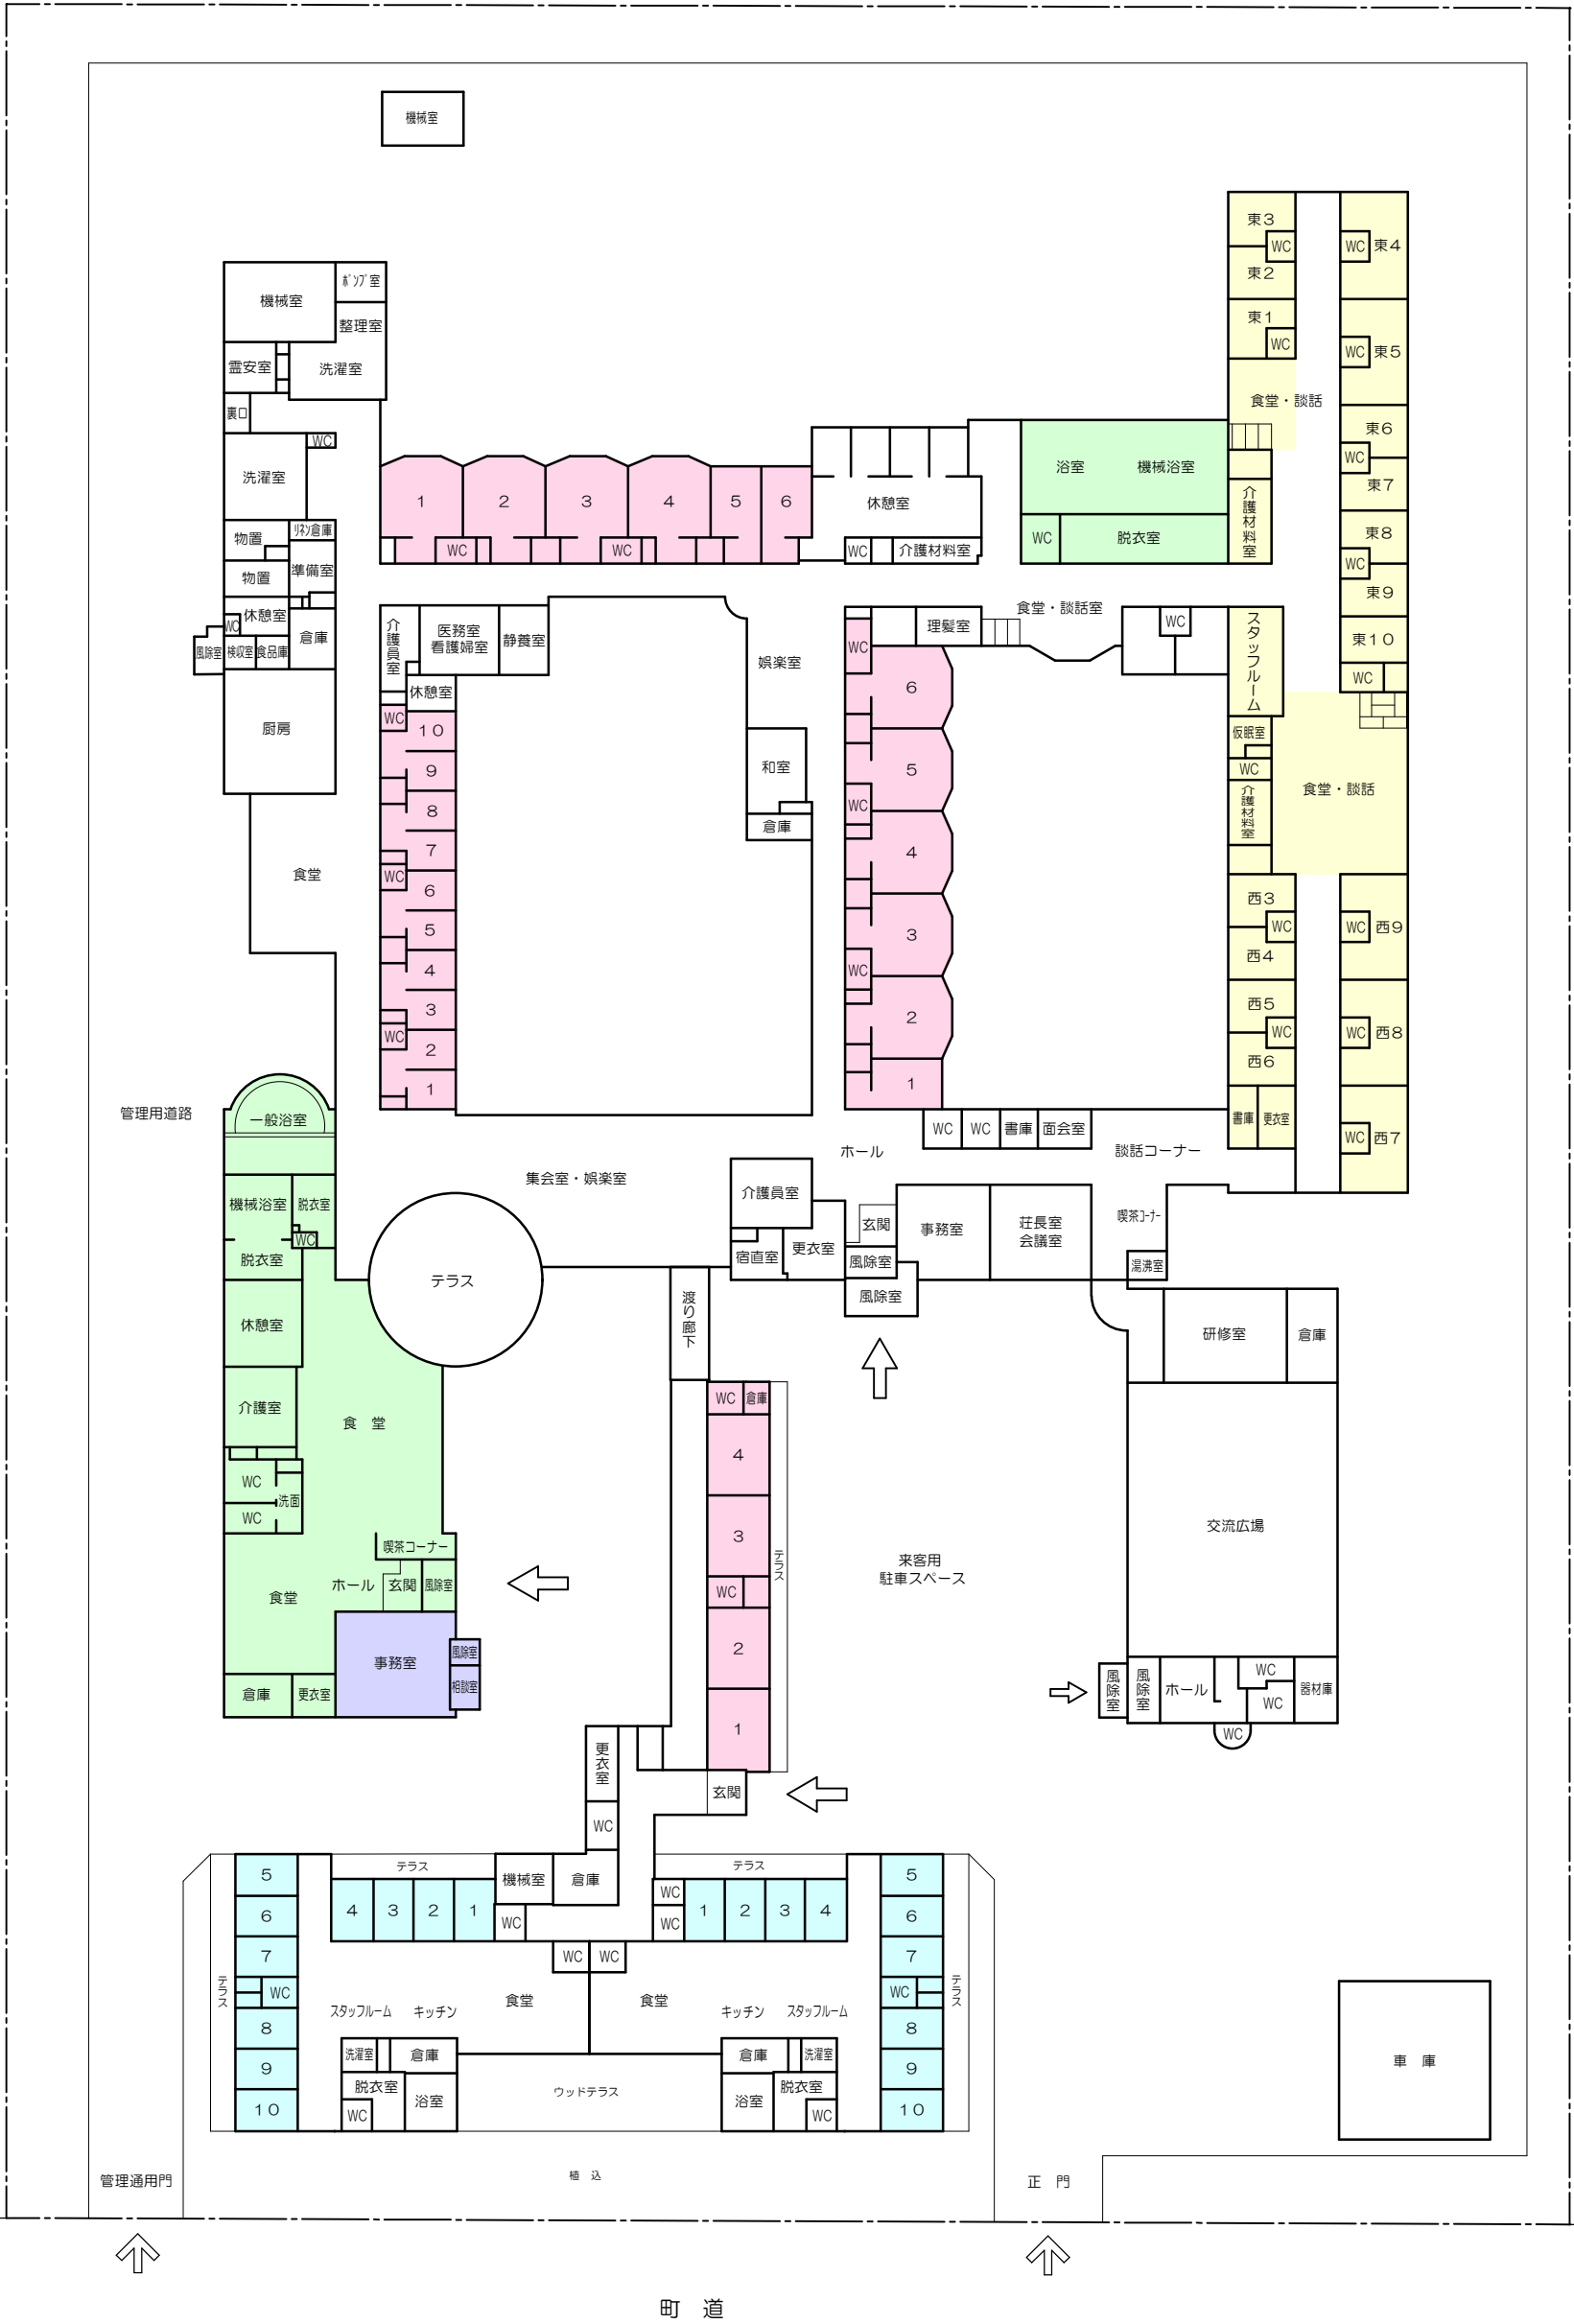 機械室
東3
WC
東4
WC
東2
東1
WC
東5
WC
食堂・談話
東6
WC
東7
東8
WC
東9
東10
WC
ポンプ室
機械室
整理室
霊安室
洗濯室
裏口
WC
洗濯室
物置
リネン倉庫
物置
準備室
休憩室
WC
倉庫
風除室
検収室
食品庫
厨房
食堂
1
2
3
4
5
6
WC
WC
休憩室
WC
介護材料室
浴室
機械浴室
WC
脱衣室
介護材料室
介護員室
医務室
看護婦室
静養室
休憩室
WC
10
9
8
7
WC
6
5
4
3
WC
2
1
娯楽室
和室
倉庫
理髪室
食堂・談話室
WC
WC
6
5
WC
4
3
WC
2
1
スタッフルーム
仮眠室
WC
介護材料室
食堂・談話
西3
WC
西4
西9
WC
西5
WC
西6
西8
WC
書庫
更衣室
西7
WC
管理用道路
一般浴室
機械浴室
脱衣室
WC
脱衣室
休憩室
介護室
食 堂
WC
WC
洗面
喫茶コーナー
ホール
玄関
風除室
食堂
事務室
風除室
相談室
倉庫
更衣室
集会室・娯楽室
テラス
ホール
WC
WC
書庫
面会室
談話コーナー
介護員室
宿直室
更衣室
玄関
風除室
風除室
事務室
荘長室
会議室
喫茶コーナー
湯沸室
渡り廊下
研修室
倉庫
交流広場
WC
倉庫
4
3
WC
2
1
テラス
来客用
駐車スペース
風除室
風除室
ホール
WC
WC
器材庫
WC
更衣室
玄関
WC
5
6
7
WC
8
9
10
テラス
テラス
4
3
2
1
機械室
倉庫
WC
WC
WC
テラス
1
2
3
4
5
6
7
WC
8
9
10
テラス
WC
WC
食堂
食堂
スタッフルーム
キッチン
キッチン
スタッフルーム
洗濯室
倉庫
脱衣室
浴室
WC
ウッドテラス
倉庫
洗濯室
浴室
脱衣室
WC
車 庫
管理通用門
植 込
正 門
町 道